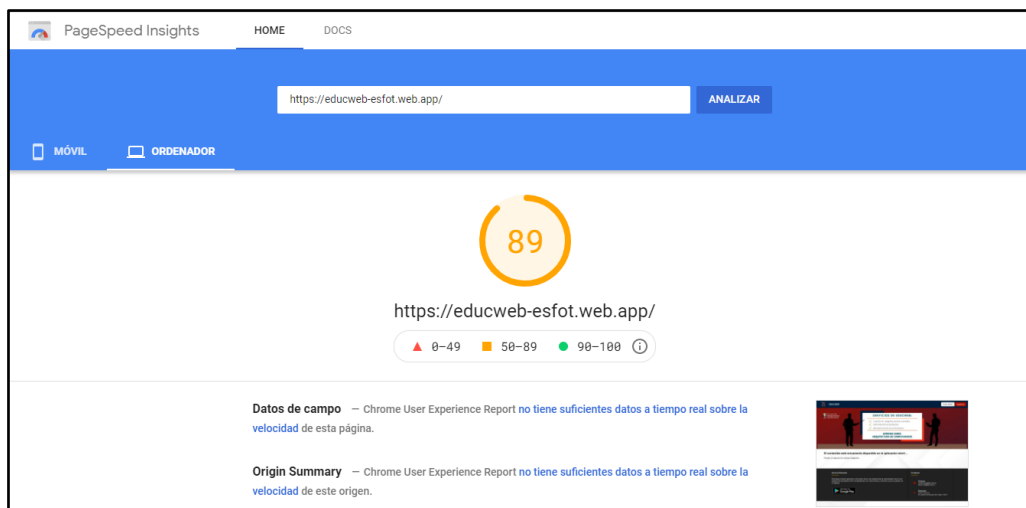 PageSpeed Insights HOME DOCS
https://educweb-esfot.web.app/ ANALIZAR
MÓVIL ORDENADOR
89
https://educweb-esfot.web.app/
0–49 50–89 90–100
Datos de campo — Chrome User Experience Report no tiene suficientes datos a tiempo real sobre la
velocidad de esta página.
Origin Summary — Chrome User Experience Report no tiene suficientes datos a tiempo real sobre la
velocidad de este origen.
Google Play